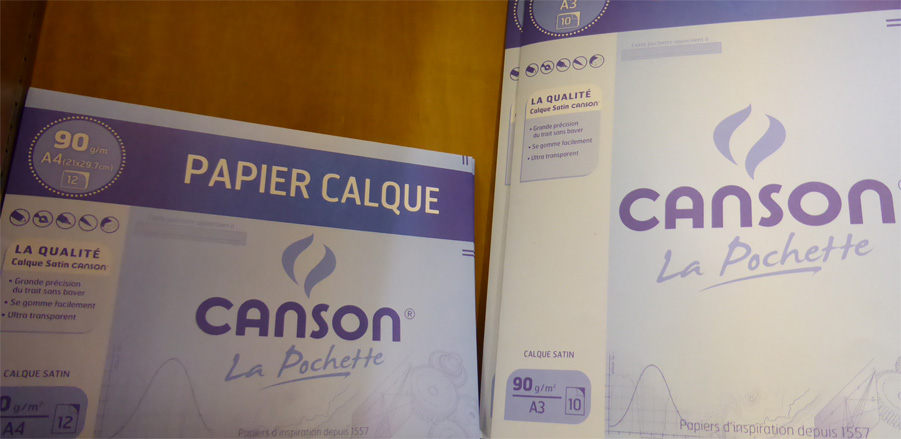 90 g/m²
A4 (21x29,7cm)
12
PAPIER CALQUE
LA QUALITÉ
Calque Satin CANSON
• Grande précision
du trait sans baver
• Se gomme facilement
• Ultra transparent
CANSON®
La Pochette
CALQUE SATIN
0 g/m²
A4
12
Papiers d'inspiration depuis 1557
A3
10
LA QUALITÉ
Calque Satin CANSON
• Grande précision
du trait sans baver
• Se gomme facilement
• Ultra transparent
CANSON
La Pochette
CALQUE SATIN
90 g/m²
A3
10
Papiers d'inspiration depuis 1557